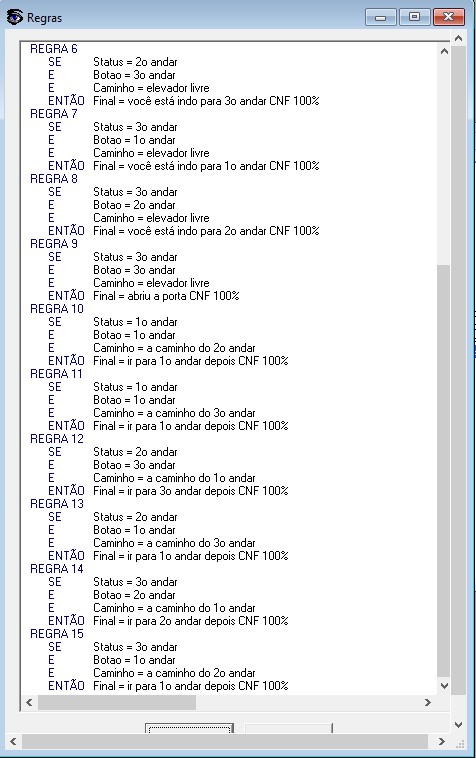 Regras
REGRA 6
SE Status = 2o andar
E Botao = 3o andar
E Caminho = elevador livre
ENTÃO Final = você está indo para 3o andar CNF 100%
REGRA 7
SE Status = 3o andar
E Botao = 1o andar
E Caminho = elevador livre
ENTÃO Final = você está indo para 1o andar CNF 100%
REGRA 8
SE Status = 3o andar
E Botao = 2o andar
E Caminho = elevador livre
ENTÃO Final = você está indo para 2o andar CNF 100%
REGRA 9
SE Status = 3o andar
E Botao = 3o andar
E Caminho = elevador livre
ENTÃO Final = abriu a porta CNF 100%
REGRA 10
SE Status = 1o andar
E Botao = 1o andar
E Caminho = a caminho do 2o andar
ENTÃO Final = ir para 1o andar depois CNF 100%
REGRA 11
SE Status = 1o andar
E Botao = 1o andar
E Caminho = a caminho do 3o andar
ENTÃO Final = ir para 1o andar depois CNF 100%
REGRA 12
SE Status = 2o andar
E Botao = 3o andar
E Caminho = a caminho do 1o andar
ENTÃO Final = ir para 3o andar depois CNF 100%
REGRA 13
SE Status = 2o andar
E Botao = 1o andar
E Caminho = a caminho do 3o andar
ENTÃO Final = ir para 1o andar depois CNF 100%
REGRA 14
SE Status = 3o andar
E Botao = 2o andar
E Caminho = a caminho do 1o andar
ENTÃO Final = ir para 2o andar depois CNF 100%
REGRA 15
SE Status = 3o andar
E Botao = 1o andar
E Caminho = a caminho do 2o andar
ENTÃO Final = ir para 1o andar depois CNF 100%